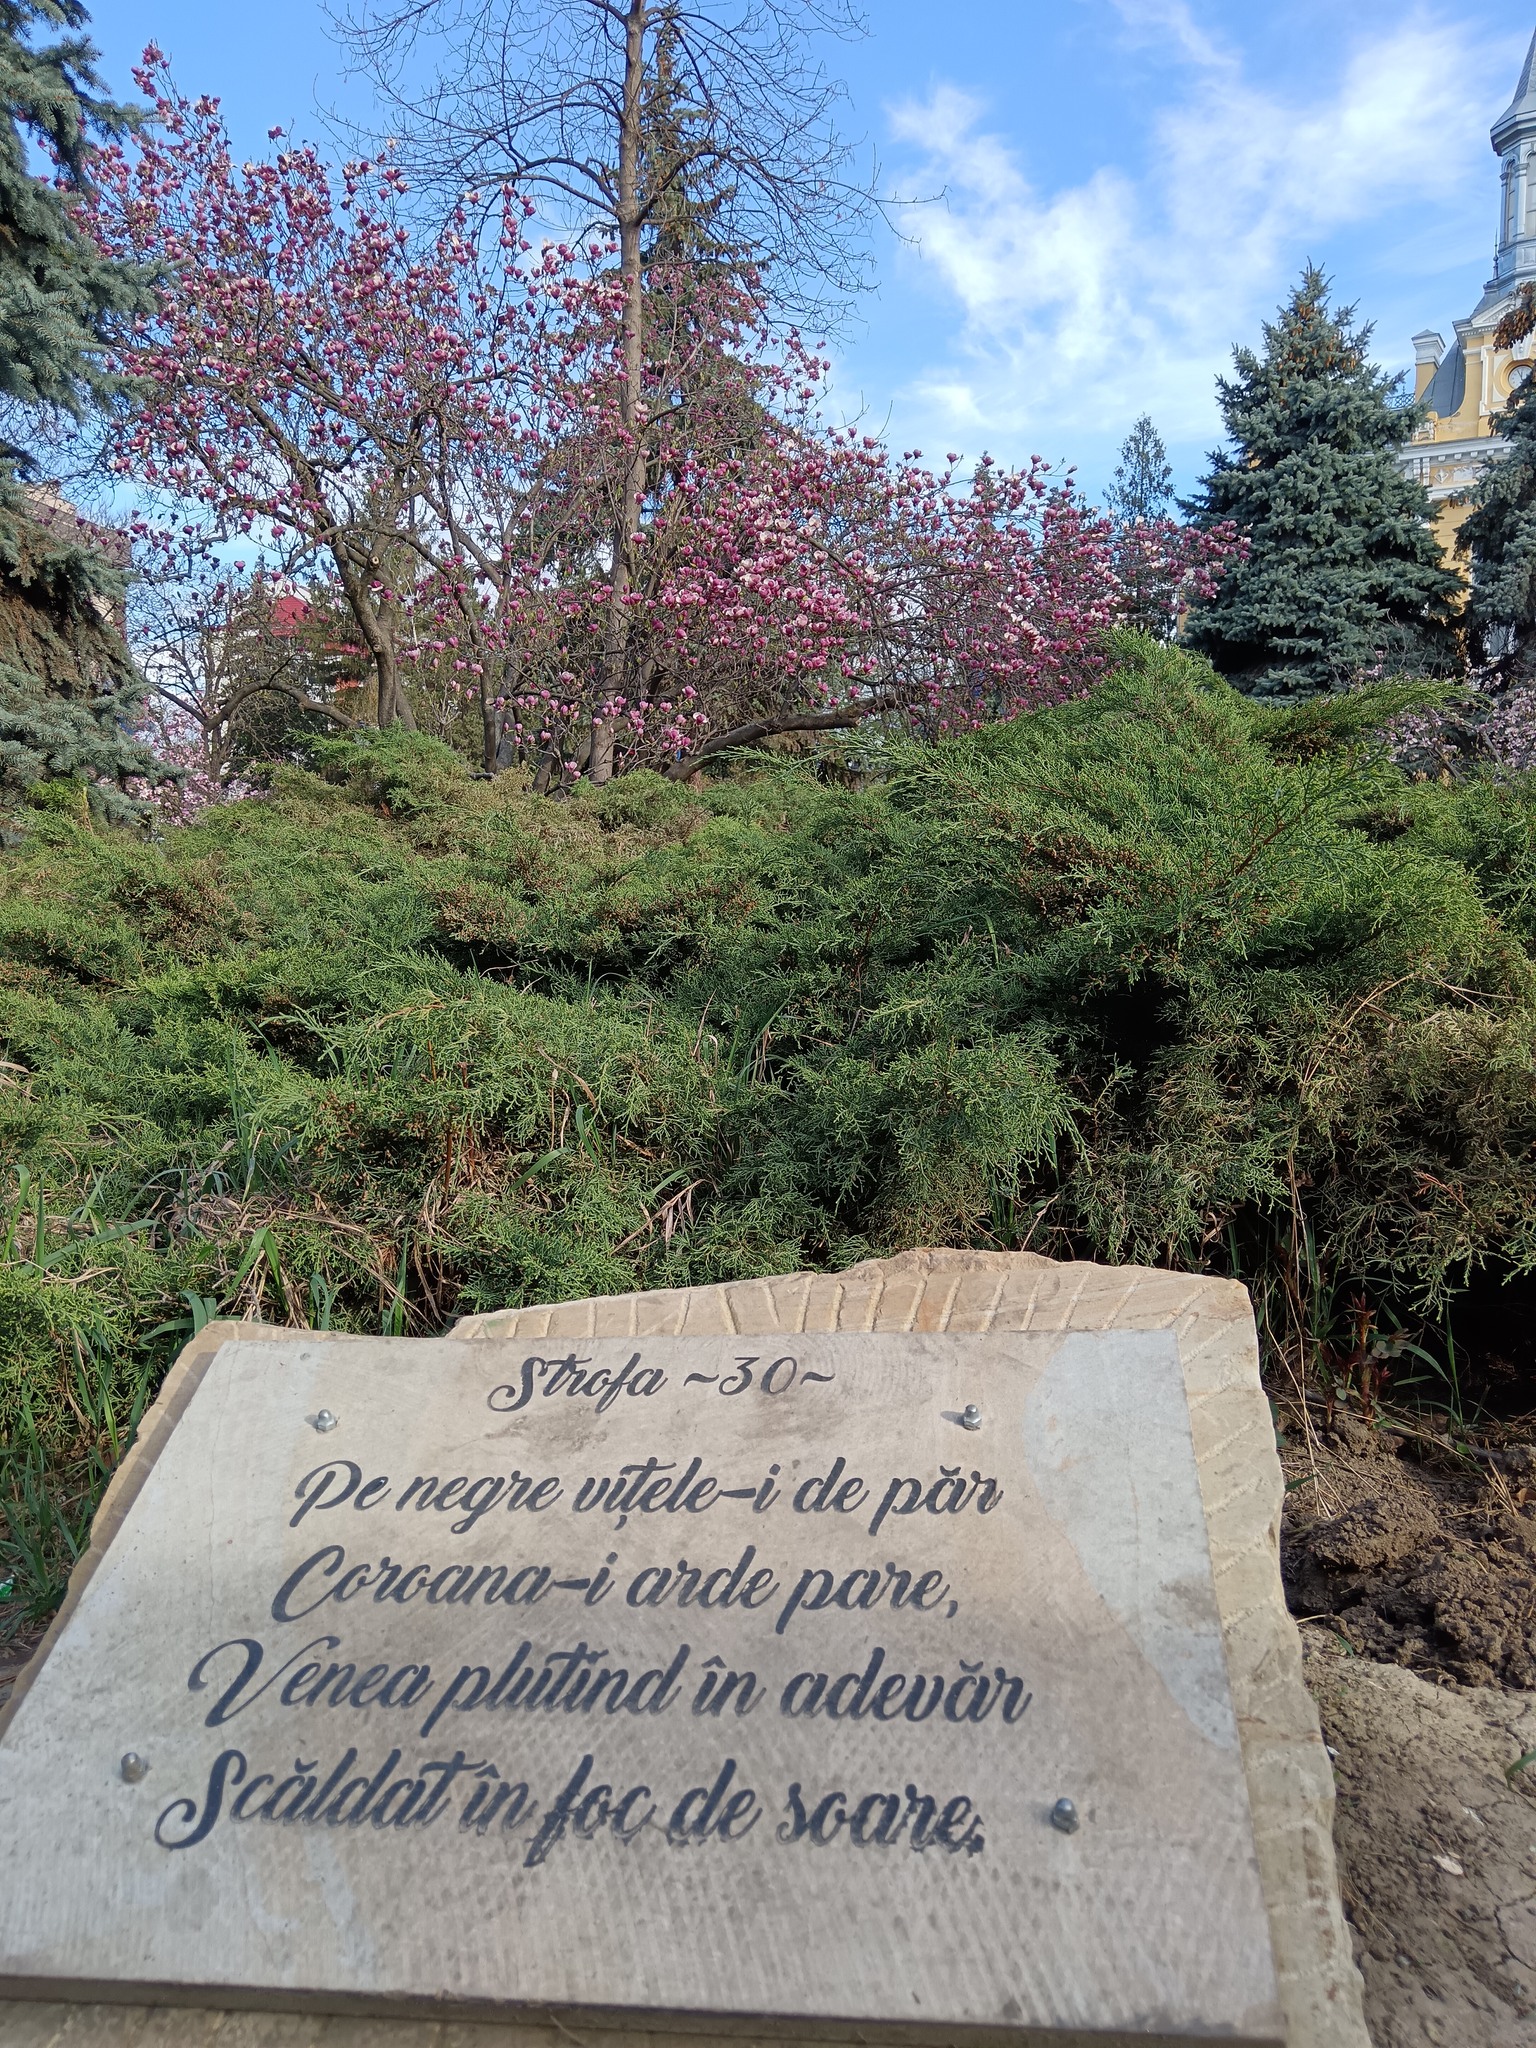 Strofa ~30~
Pe negre vițele-i de păr
Coroana-i arde pare,
Venea plutind în adevăr
Scăldat în foc de soare.